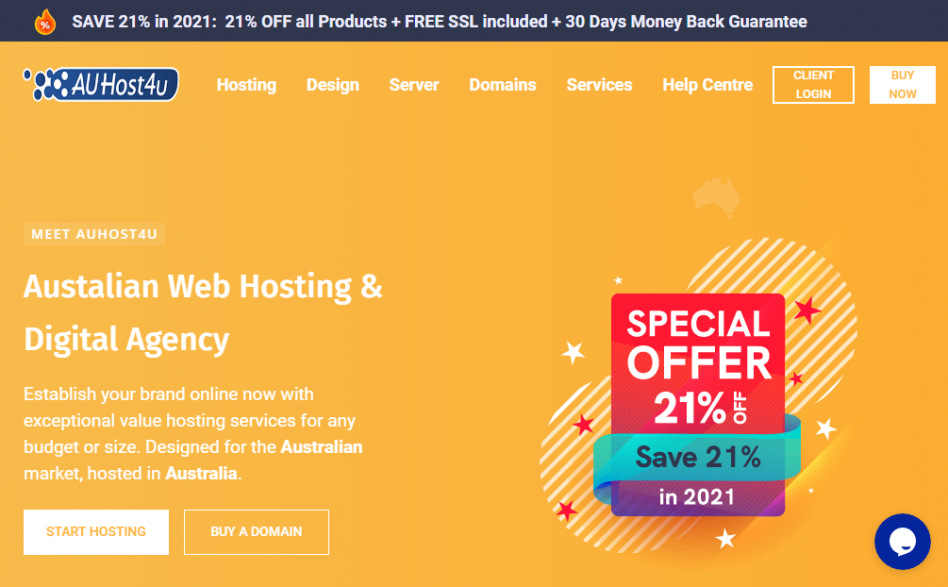 SAVE 21% in 2021: 21% OFF all Products + FREE SSL included + 30 Days Money Back Guarantee
AUHost4u
Hosting Design Server Domains Services Help Centre
CLIENT
LOGIN
BUY
NOW
MEET AUHOST4U
Austalian Web Hosting &
Digital Agency
Establish your brand online now with
exceptional value hosting services for any
budget or size. Designed for the Australian
market, hosted in Australia.
START HOSTING
BUY A DOMAIN
SPECIAL
OFFER
21% OFF
Save 21%
in 2021